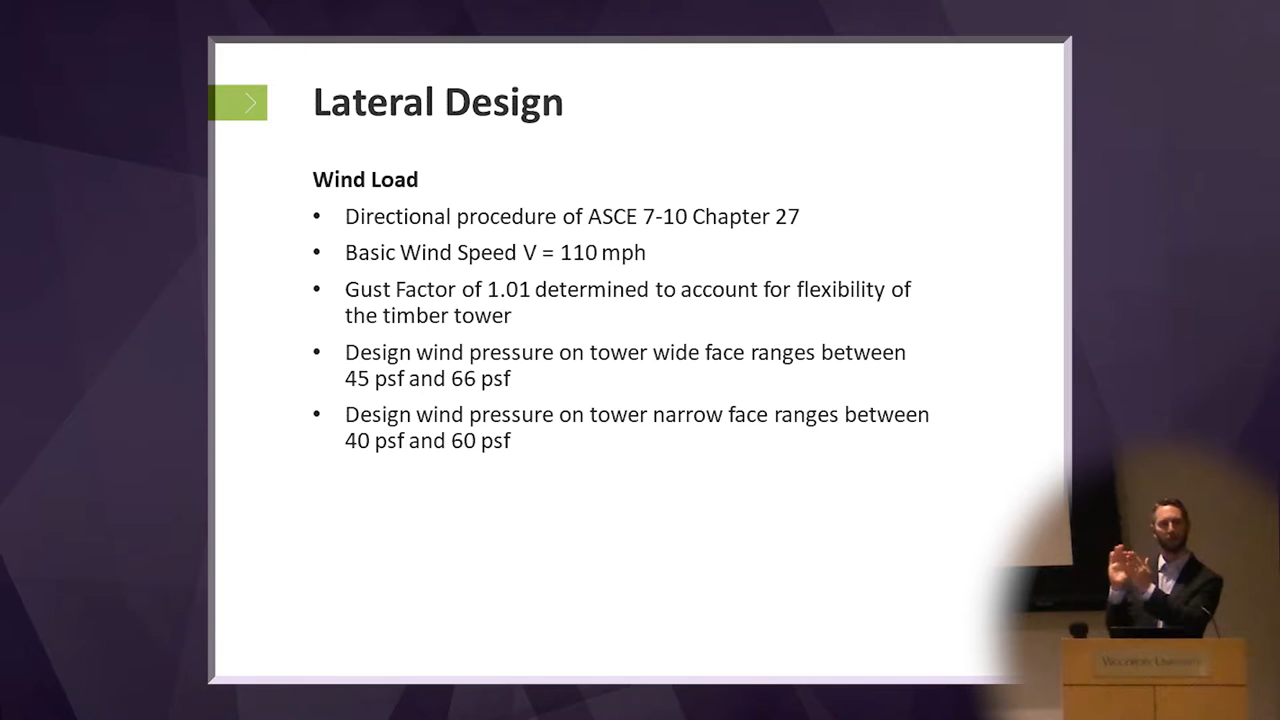 Lateral Design
Wind Load
• Directional procedure of ASCE 7-10 Chapter 27
• Basic Wind Speed V = 110 mph
• Gust Factor of 1.01 determined to account for flexibility of
the timber tower
• Design wind pressure on tower wide face ranges between
45 psf and 66 psf
• Design wind pressure on tower narrow face ranges between
40 psf and 60 psf